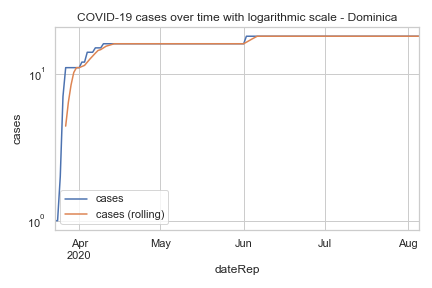 COVID-19 cases over time with logarithmic scale - Dominica
10¹
cases
10⁰
cases
cases (rolling)
Apr May Jun Jul Aug
2020
dateRep